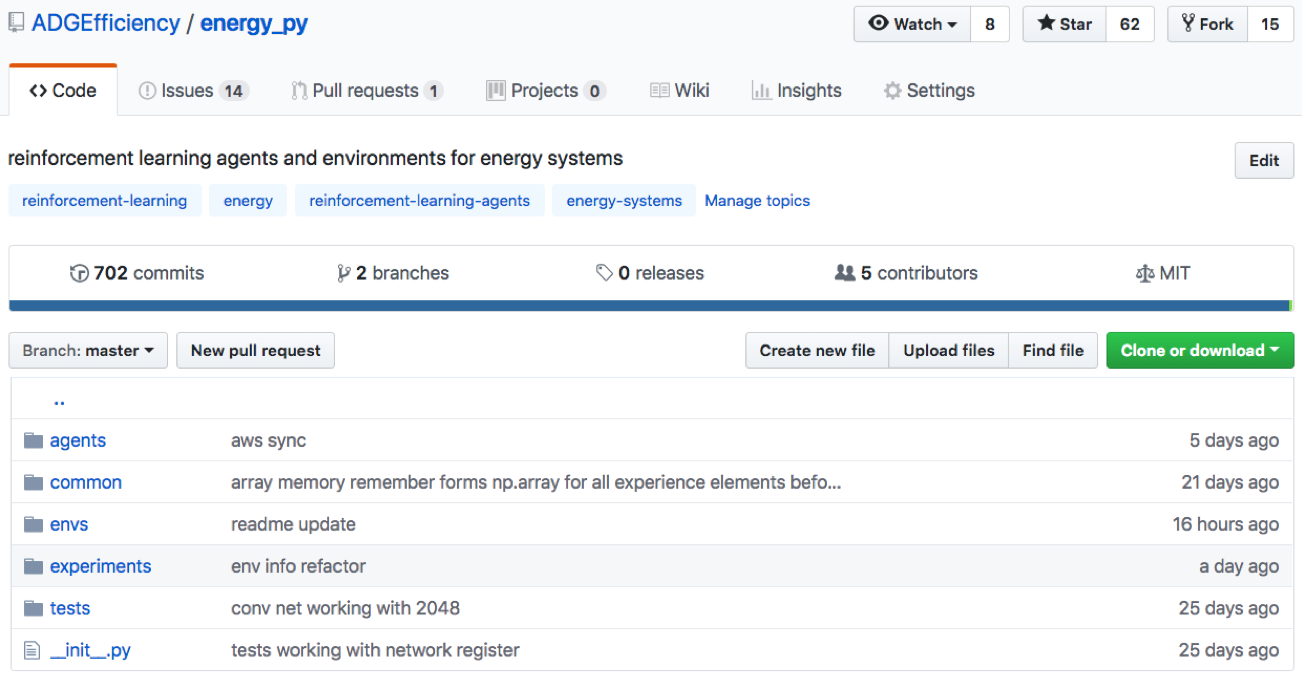 ADGEfficiency / energy_py Watch 8 Star 62 Fork 15
Code Issues 14 Pull requests 1 Projects 0 Wiki Insights Settings
reinforcement learning agents and environments for energy systems Edit
reinforcement-learning energy reinforcement-learning-agents energy-systems Manage topics
702 commits 2 branches 0 releases 5 contributors MIT
Branch: master New pull request Create new file Upload files Find file Clone or download
..
agents aws sync 5 days ago
common array memory remember forms np.array for all experience elements befo... 21 days ago
envs readme update 16 hours ago
experiments env info refactor a day ago
tests conv net working with 2048 25 days ago
__init__.py tests working with network register 25 days ago